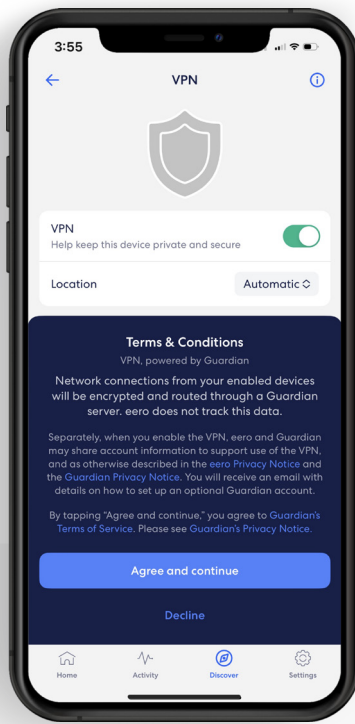 3:55
VPN
VPN
Help keep this device private and secure
Location
Automatic
Terms & Conditions
VPN, powered by Guardian
Network connections from your enabled devices
will be encrypted and routed through a Guardian
server. eero does not track this data.
Separately, when you enable the VPN, eero and Guardian
may share account information to support use of the VPN,
and as otherwise described in the eero Privacy Notice and
the Guardian Privacy Notice. You will receive an email with
details on how to set up an optional Guardian account.
By tapping “Agree and continue,” you agree to Guardian's
Terms of Service. Please see Guardian's Privacy Notice.
Agree and continue
Decline
Home
Activity
Discover
Settings